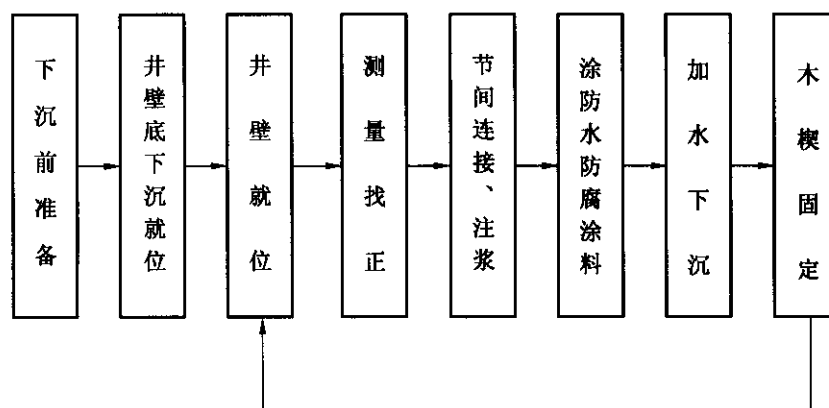 下沉前准备
井壁底下沉就位
井壁就位
测量找正
节间连接、注浆
涂防水防腐涂料
加水下沉
木楔固定